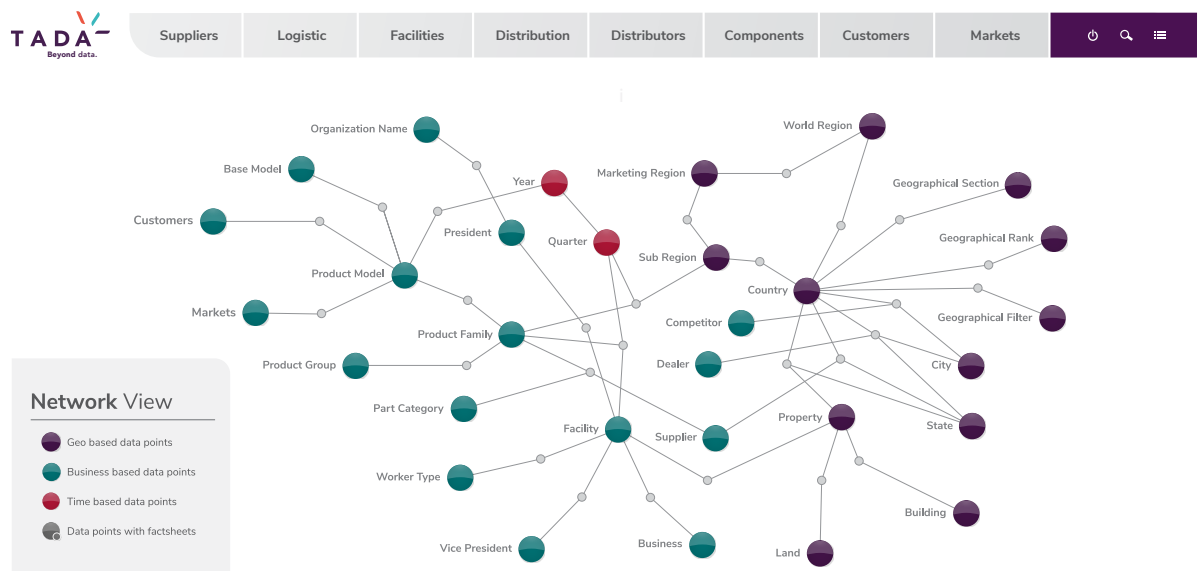 TADA
Beyond data.
Suppliers
Logistic
Facilities
Distribution
Distributors
Components
Customers
Markets
Organization Name
World Region
Base Model
Year
Marketing Region
Geographical Section
Customers
President
Quarter
Geographical Rank
Sub Region
Product Model
Country
Markets
Competitor
Geographical Filter
Product Family
Product Group
Dealer
City
Part Category
Property
Facility
Supplier
State
Worker Type
Building
Vice President
Business
Land
Network View
Geo based data points
Business based data points
Time based data points
Data points with factsheets